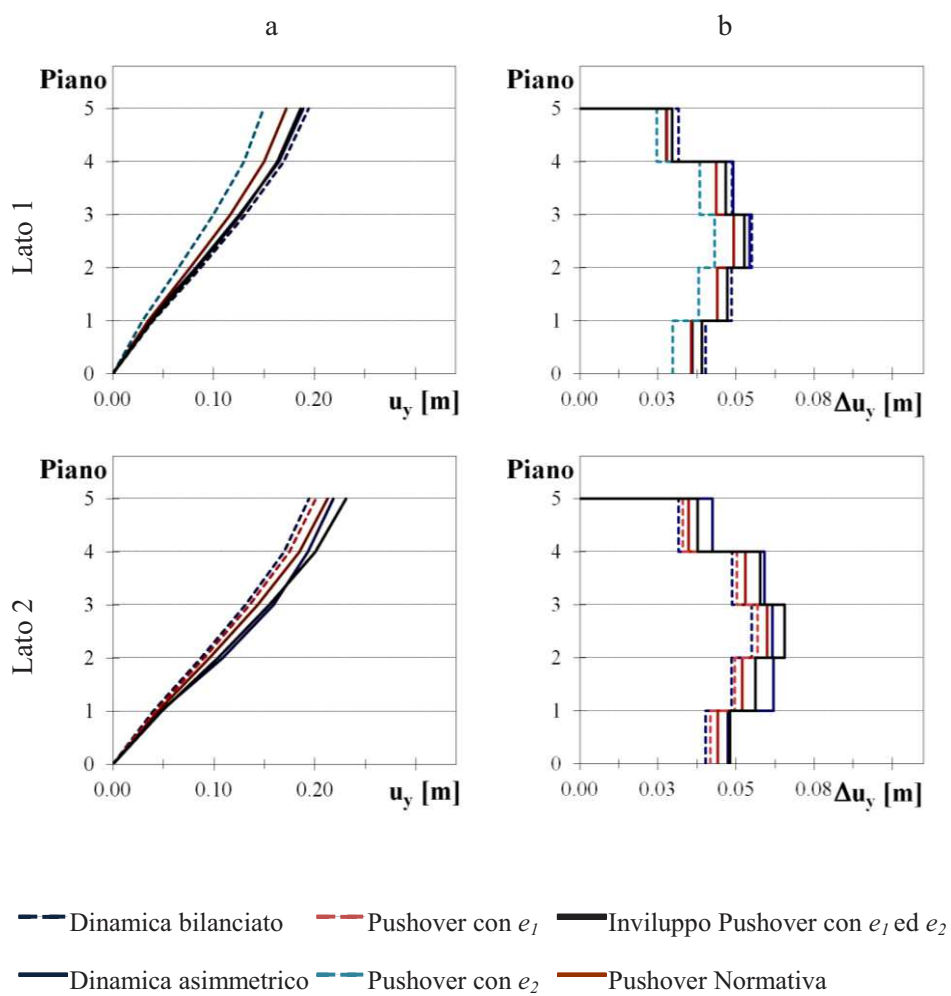 a b
Piano Piano
5 5
4 4
3 3
2 2
1 1
0 0
0.00 0.10 0.20 0.00 0.03 0.05 0.08
u_y [m] Δu_y [m]
Lato 1
Piano Piano
5 5
4 4
3 3
2 2
1 1
0 0
0.00 0.10 0.20 0.00 0.03 0.05 0.08
u_y [m] Δu_y [m]
Lato 2
Dinamica bilanciato Pushover con e_1 Inviluppo Pushover con e_1 ed e_2
Dinamica asimmetrico Pushover con e_2 Pushover Normativa